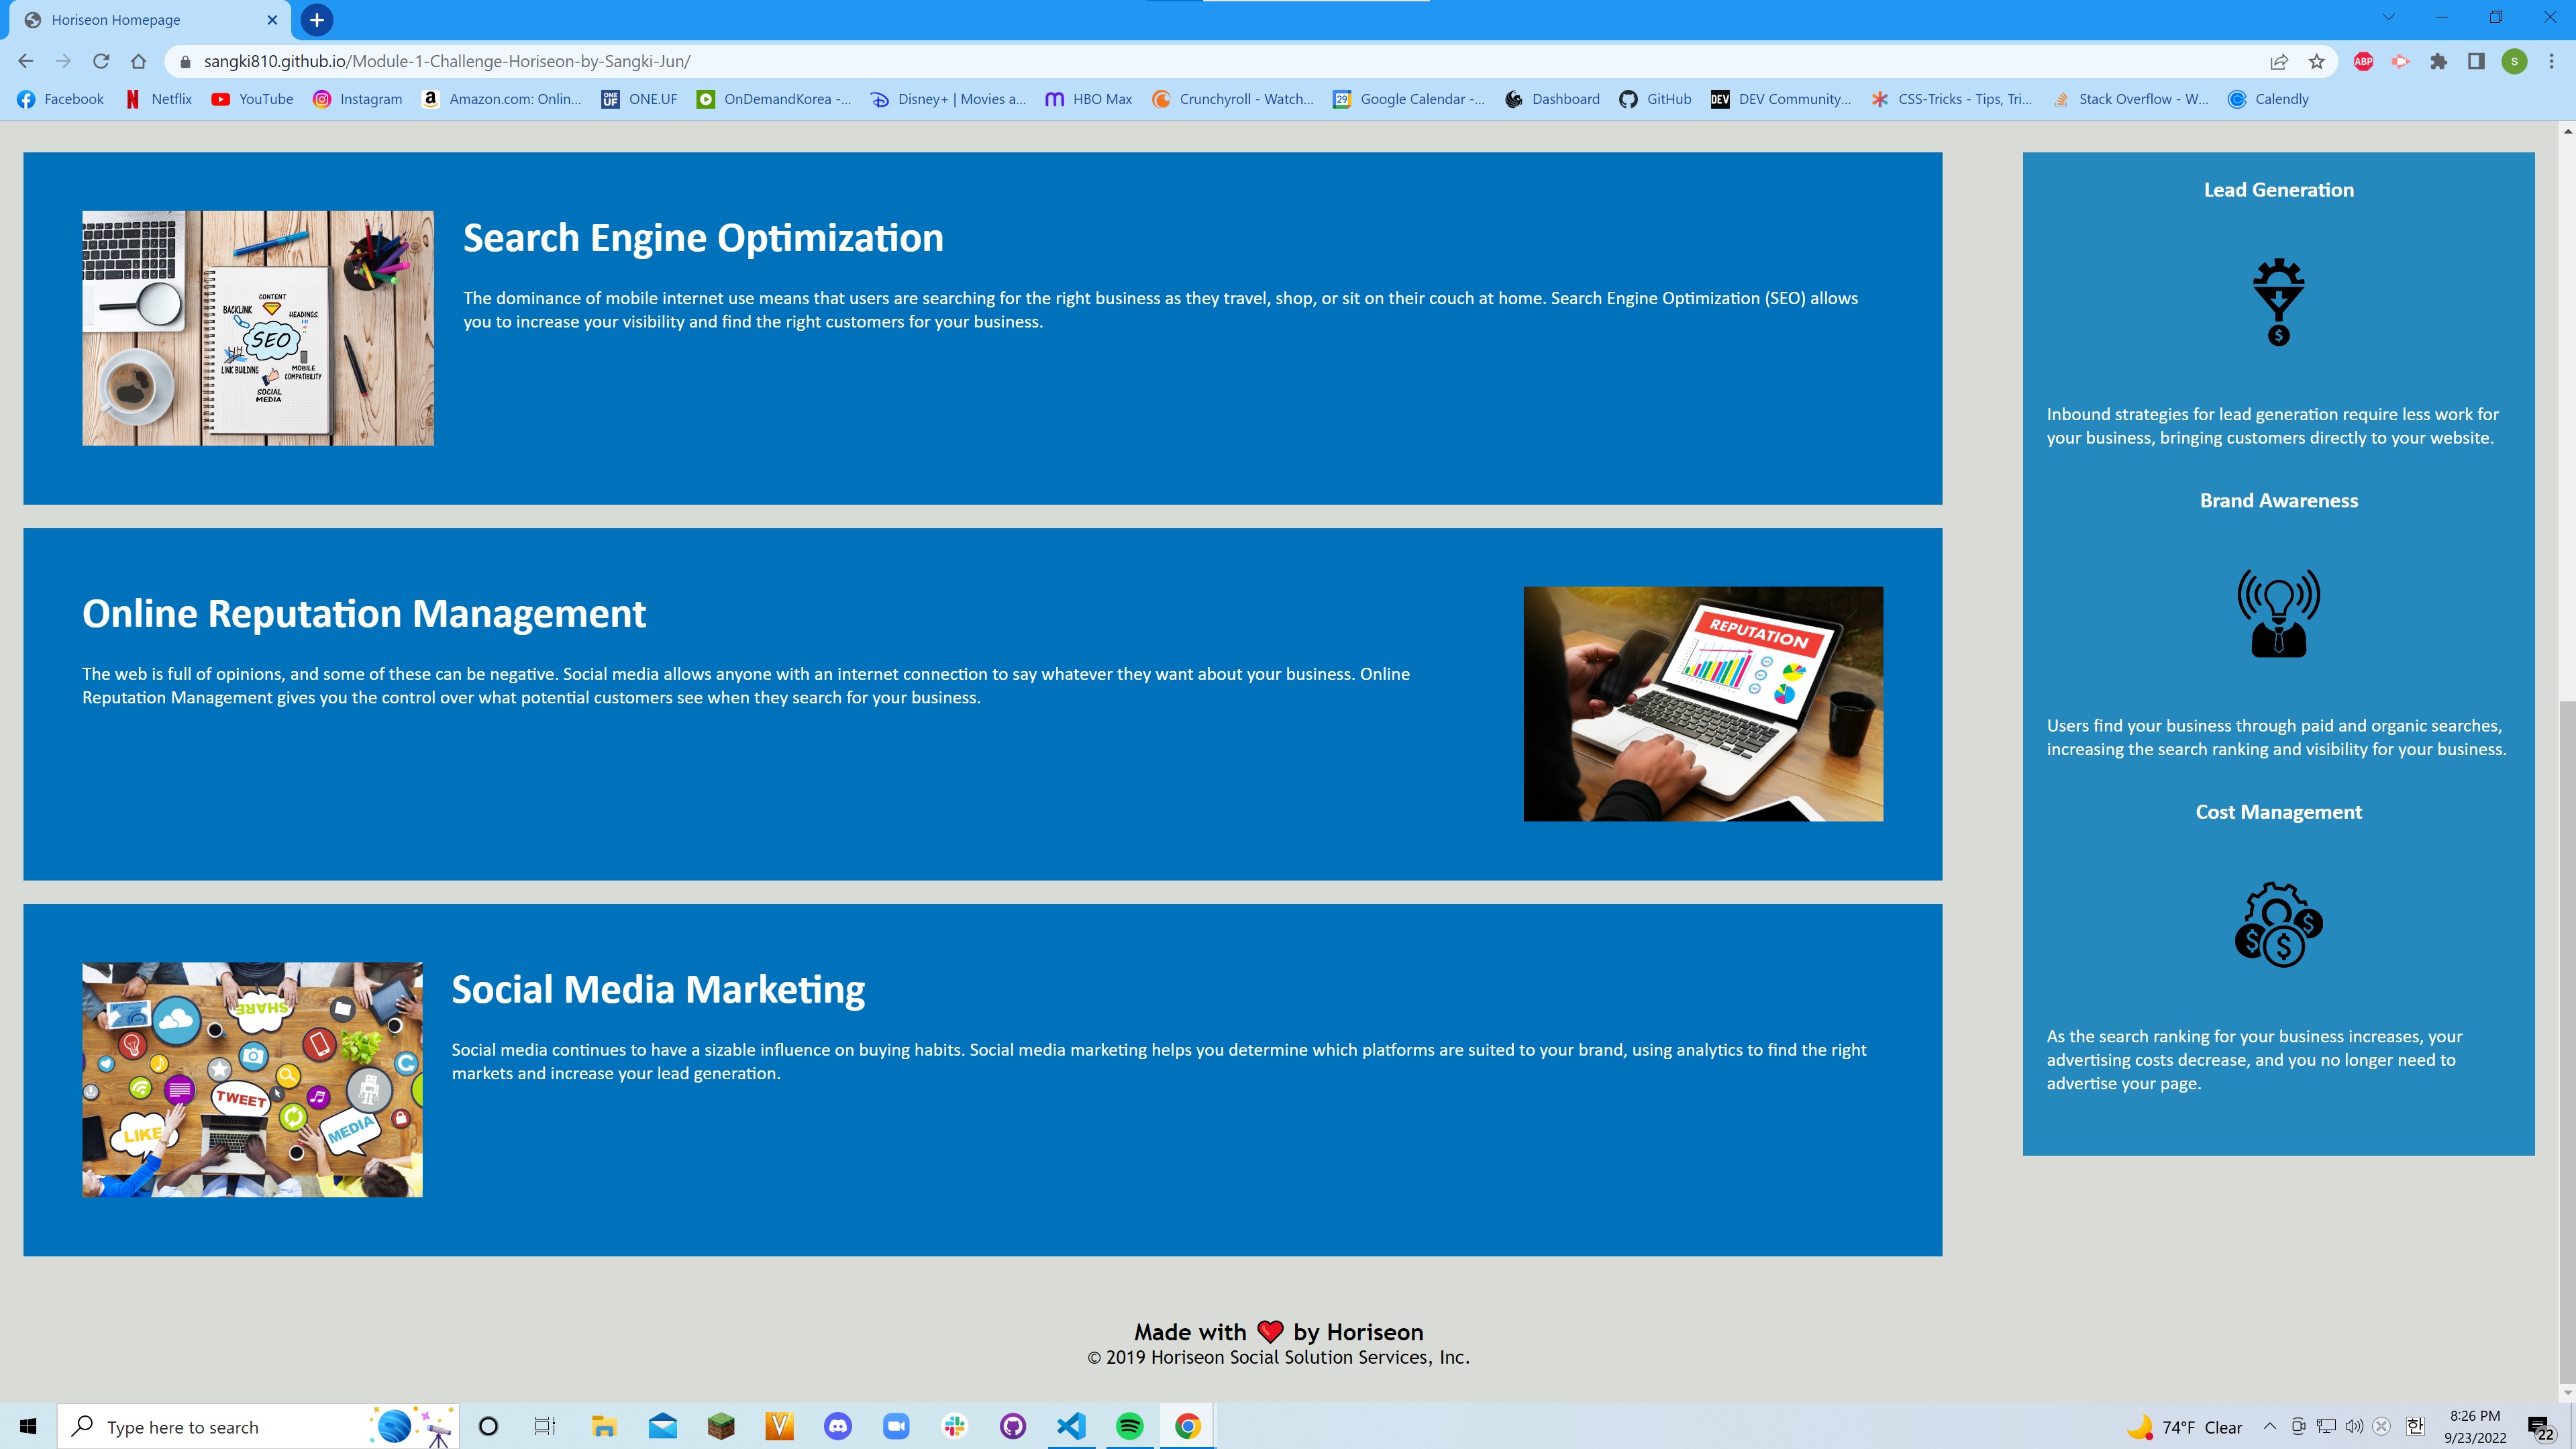 Horiseon Homepage
sangki810.github.io/Module-1-Challenge-Horiseon-by-Sangki-Jun/
ABP
S
Facebook
Netflix
YouTube
Instagram
Amazon.com: Onlin...
ONE.UF
OnDemandKorea -...
Disney+ | Movies a...
HBO Max
Crunchyroll - Watch...
Google Calendar -...
Dashboard
GitHub
DEV Community...
CSS-Tricks - Tips, Tri...
Stack Overflow - W...
Calendly
CONTENT
BACKLINK
HEADINGS
SEO
LINK BUILDING
MOBILE
COMPATIBILITY
SOCIAL
MEDIA
Search Engine Optimization
The dominance of mobile internet use means that users are searching for the right business as they travel, shop, or sit on their couch at home. Search Engine Optimization (SEO) allows
you to increase your visibility and find the right customers for your business.
Online Reputation Management
The web is full of opinions, and some of these can be negative. Social media allows anyone with an internet connection to say whatever they want about your business. Online
Reputation Management gives you the control over what potential customers see when they search for your business.
REPUTATION
SHARE
TWEET
LIKE
MEDIA
Social Media Marketing
Social media continues to have a sizable influence on buying habits. Social media marketing helps you determine which platforms are suited to your brand, using analytics to find the right
markets and increase your lead generation.
Lead Generation
Inbound strategies for lead generation require less work for
your business, bringing customers directly to your website.
Brand Awareness
Users find your business through paid and organic searches,
increasing the search ranking and visibility for your business.
Cost Management
As the search ranking for your business increases, your
advertising costs decrease, and you no longer need to
advertise your page.
Made with ❤️ by Horiseon
© 2019 Horiseon Social Solution Services, Inc.
Type here to search
74°F Clear
한
8:26 PM
9/23/2022
22